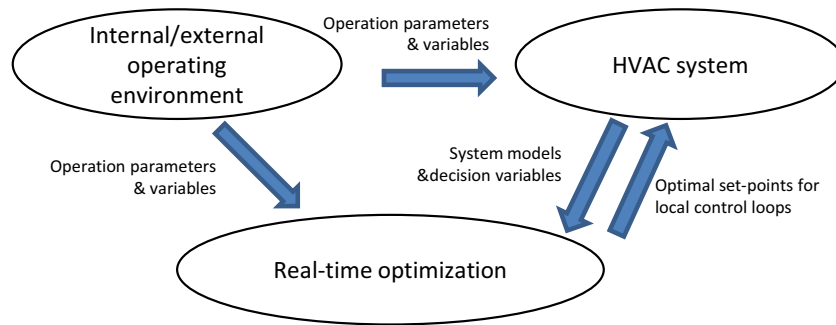 Internal/external
operating
environment
Operation parameters
& variables
HVAC system
Operation parameters
& variables
System models
&decision variables
Optimal set-points for
local control loops
Real-time optimization